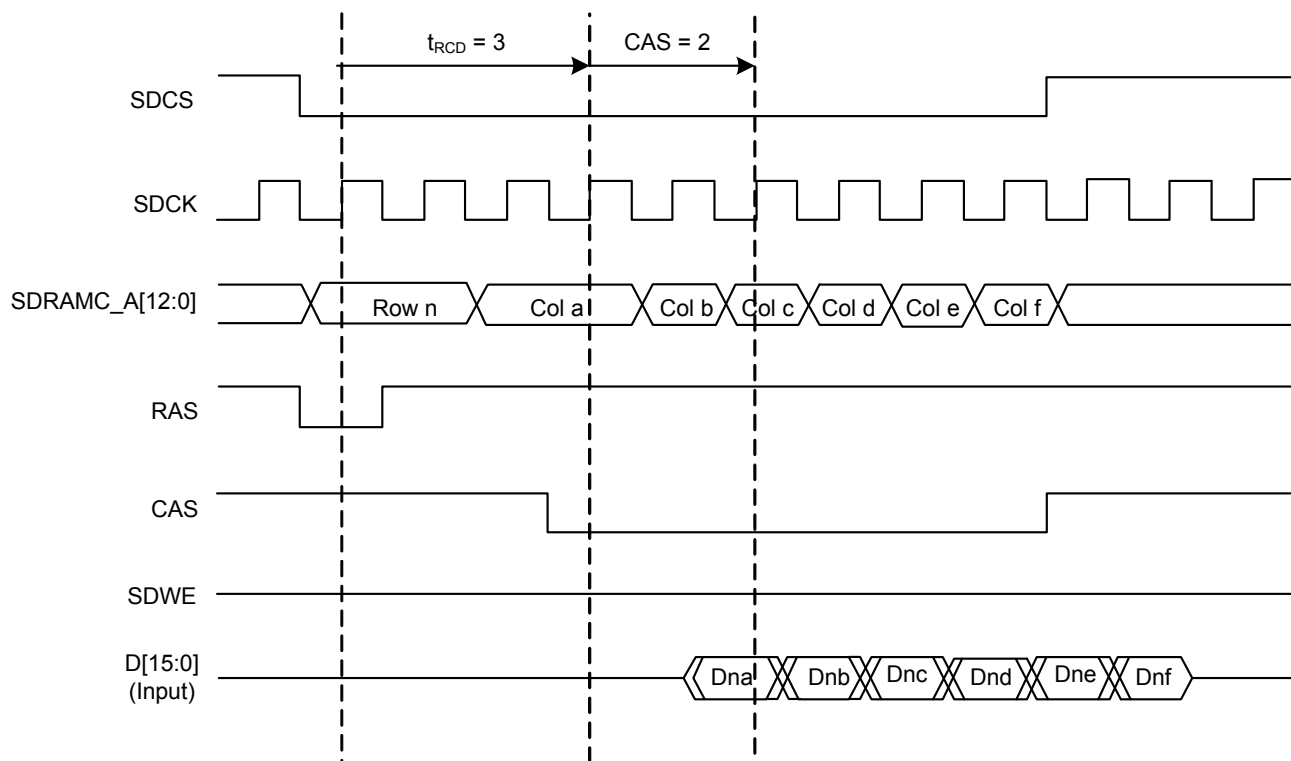 t_RCD = 3
CAS = 2
SDCS
SDCK
SDRAMC_A[12:0]
Row n
Col a
Col b
Col c
Col d
Col e
Col f
RAS
CAS
SDWE
D[15:0]
(Input)
Dna
Dnb
Dnc
Dnd
Dne
Dnf